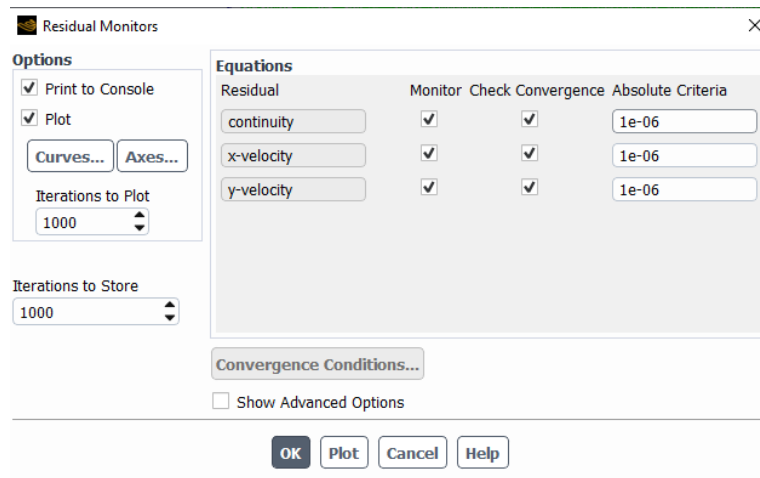 Residual Monitors
Options
Print to Console
Plot
Curves... Axes...
Iterations to Plot
1000
Iterations to Store
1000
Equations
Residual Monitor Check Convergence Absolute Criteria
continuity 1e-06
x-velocity 1e-06
y-velocity 1e-06
Convergence Conditions...
Show Advanced Options
OK Plot Cancel Help